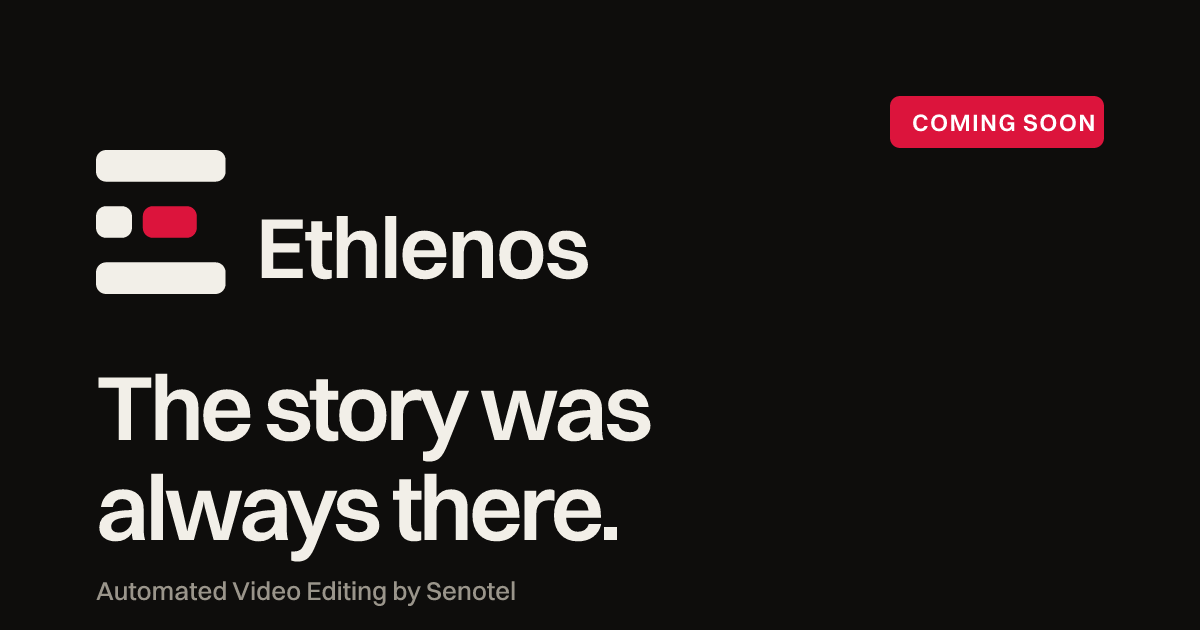 COMING SOON
Ethlenos
The story was
always there.
Automated Video Editing by Senotel